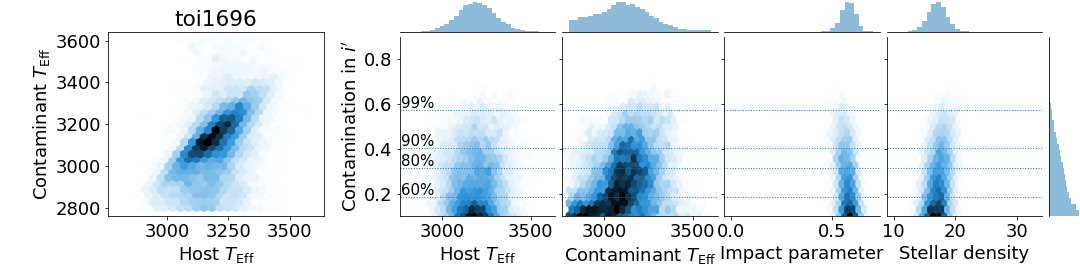 toi1696
3600
3400
3200
3000
2800
Contaminant T_Eff
3000 3250 3500
Host T_Eff
Contamination in i′
0.8
0.6
0.4
0.2
99%
90%
80%
60%
3000 3500
Host T_Eff
3000 3500
Contaminant T_Eff
0.0 0.5
Impact parameter
10 20 30
Stellar density